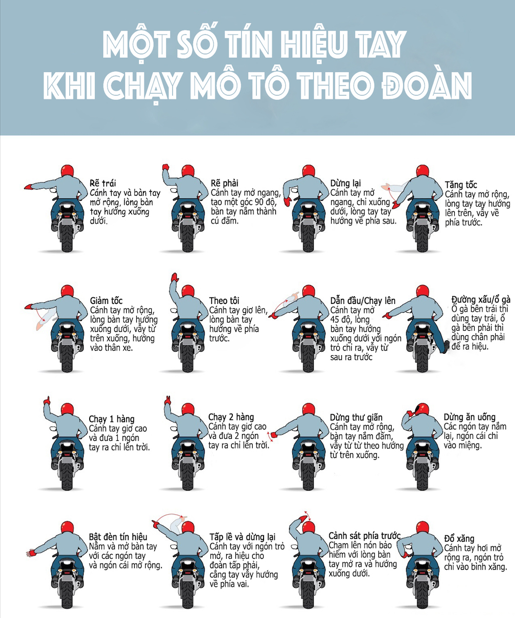 MỘT SỐ TÍN HIỆU TAY
KHI CHẠY MÔ TÔ THEO ĐOÀN
Rẽ trái
Cánh tay và bàn tay
mở rộng, lòng bàn
tay hướng xuống
dưới.
Rẽ phải
Cánh tay mở ngang,
tạo một góc 90 độ,
bàn tay nắm thành
cú đấm.
Dừng lại
Cánh tay mở
ngang, chỉ xuống
dưới, lòng tay tay
hướng về phía sau.
Tăng tốc
Cánh tay mở rộng,
lòng tay tay hướng
lên trên, vẫy về
phía trước.
Giảm tốc
Cánh tay mở rộng,
lòng bàn tay hướng
xuống dưới, vẫy từ
trên xuống, hướng
vào thân xe.
Theo tôi
Cánh tay giơ lên,
lòng bàn tay
hướng về phía
trước.
Dẫn đầu/Chạy lên
Cánh tay mở
45 độ, lòng
bàn tay hướng
xuống dưới với ngón
trỏ chỉ ra, vẫy từ
sau ra trước
Đường xấu/ổ gà
Ổ gà bên trái thì
dùng tay trái, ổ
gà bên phải thì
dùng chân phải
để ra hiệu.
Chạy 1 hàng
Cánh tay giơ cao
và đưa 1 ngón
tay ra chỉ lên trời.
Chạy 2 hàng
Cánh tay giơ cao
và đưa 2 ngón
tay ra chỉ lên trời.
Dừng thư giãn
Cánh tay mở rộng,
bàn tay nắm đấm,
vẫy từ từ theo hướng
từ trên xuống.
Dừng ăn uống
Các ngón tay nắm
lại, ngón cái chỉ
vào miệng.
Bật đèn tín hiệu
Nắm và mở bàn tay
với các ngón tay
và ngón cái mở rộng.
Tấp lề và dừng lại
Cánh tay với ngón trỏ
mở, ra hiệu cho
đoàn tấp phải,
cẳng tay vẫy hướng
về phía vai.
Cảnh sát phía trước
Chạm lên nón bảo
hiểm với lòng bàn
tay mở ra và hướng
xuống dưới.
Đổ xăng
Cánh tay hơi mở
rộng ra, ngón trỏ
chỉ vào bình xăng.